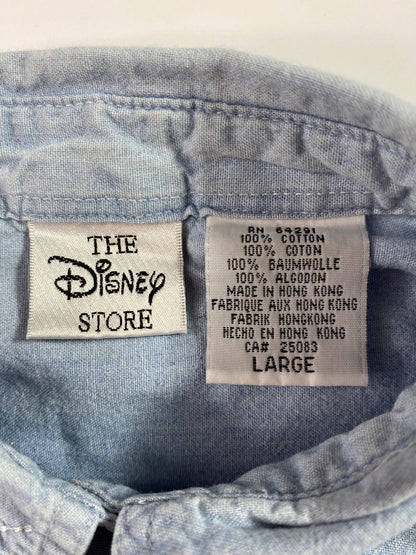 THE
Disney
STORE
RN 64291
100% COTTON
100% COTON
100% BAUMWOLLE
100% ALGODON
MADE IN HONG KONG
FABRIQUE AUX HONG KONG
FABRIK HONGKONG
HECHO EN HONG KONG
CA# 25083
LARGE